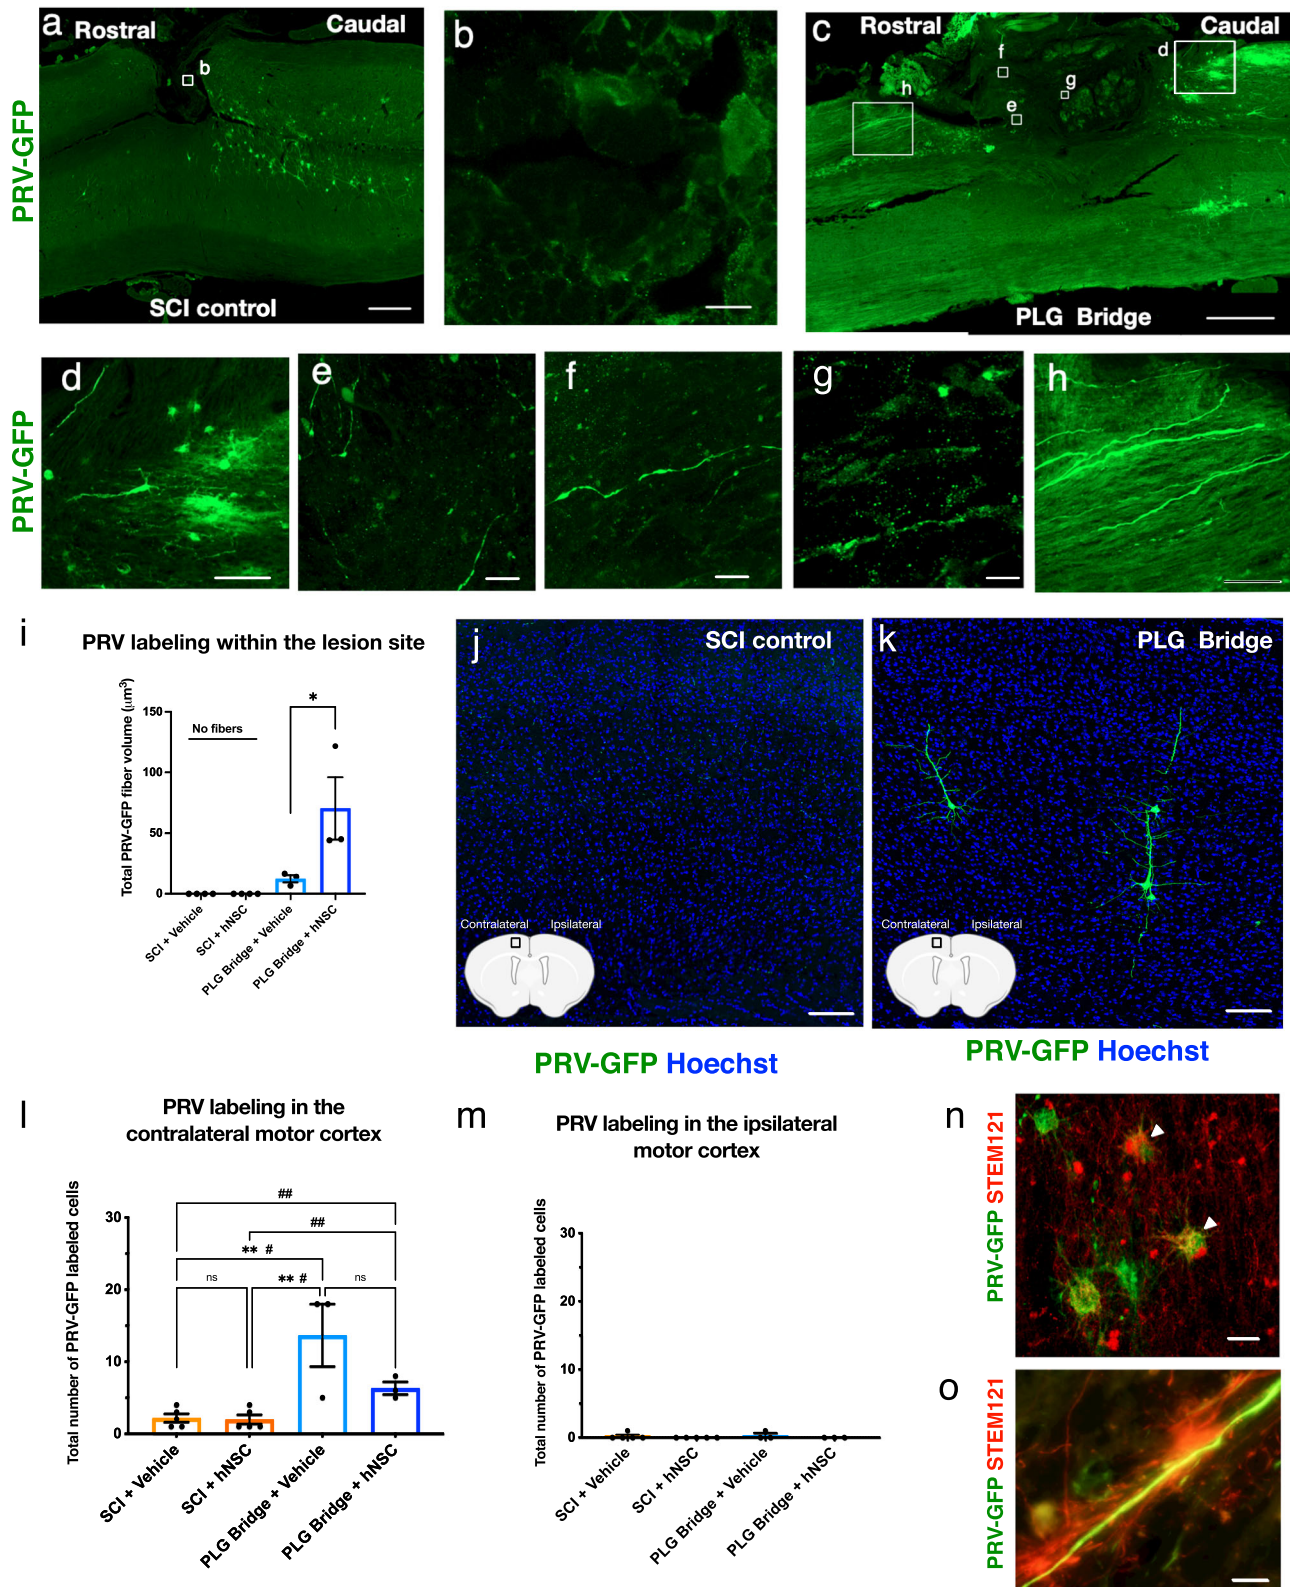 a
Rostral
Caudal
b
SCI control
b
c
Rostral
Caudal
f
g
d
h
e
PLG Bridge
PRV-GFP
d
e
f
g
h
PRV-GFP
i
PRV labeling within the lesion site
Total PRV-GFP fiber volume (µm³)
150
100
50
0
No fibers
*
SCI + Vehicle
SCI + hNSC
PLG Bridge + Vehicle
PLG Bridge + hNSC
j
SCI control
Contralateral
Ipsilateral
PRV-GFP Hoechst
k
PLG Bridge
Contralateral
Ipsilateral
PRV-GFP Hoechst
l
PRV labeling in the
contralateral motor cortex
Total number of PRV-GFP labeled cells
30
20
10
0
##
##
** #
ns
** #
ns
SCI + Vehicle
SCI + hNSC
PLG Bridge + Vehicle
PLG Bridge + hNSC
m
PRV labeling in the ipsilateral
motor cortex
Total number of PRV-GFP labeled cells
30
20
10
0
SCI + Vehicle
SCI + hNSC
PLG Bridge + Vehicle
PLG Bridge + hNSC
n
PRV-GFP STEM121
o
PRV-GFP STEM121